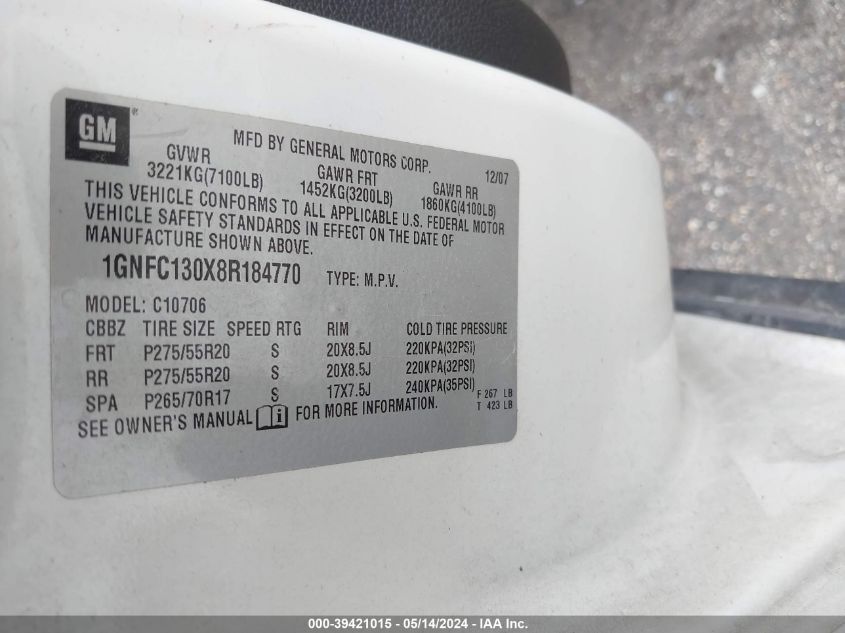 GM®
MFD BY GENERAL MOTORS CORP.
12/07
GVWR GAWR FRT GAWR RR
3221KG(7100LB) 1452KG(3200LB) 1860KG(4100LB)
THIS VEHICLE CONFORMS TO ALL APPLICABLE U.S. FEDERAL MOTOR
VEHICLE SAFETY STANDARDS IN EFFECT ON THE DATE OF
MANUFACTURE SHOWN ABOVE.
1GNFC130X8R184770 TYPE: M.P.V.
MODEL: C10706
CBBZ TIRE SIZE SPEED RTG RIM COLD TIRE PRESSURE
FRT P275/55R20 S 20X8.5J 220KPA(32PSI)
RR P275/55R20 S 20X8.5J 220KPA(32PSI)
SPA P265/70R17 S 17X7.5J 240KPA(35PSI)
F 267 LB
T 423 LB
SEE OWNER'S MANUAL i FOR MORE INFORMATION.
000-39421015 - 05/14/2024 - IAA Inc.